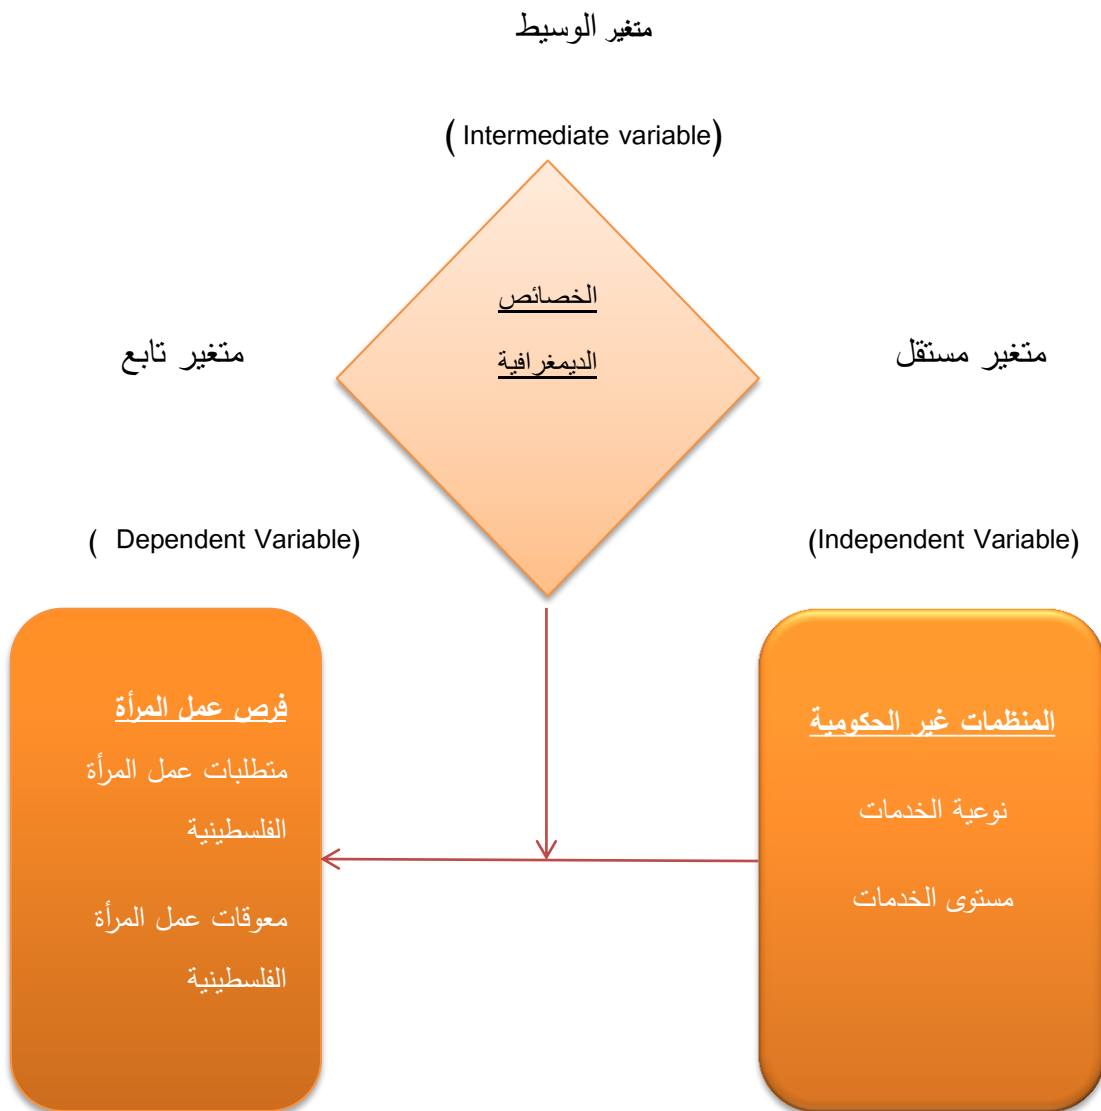 متغير الوسيط
(Intermediate variable)
الخصائص
الديمغرافية
متغير مستقل
متغير تابع
(Independent Variable)
( Dependent Variable)
المنظمات غير الحكومية
نوعية الخدمات
مستوى الخدمات
فرص عمل المرأة
متطلبات عمل المرأة
الفلسطينية
معوقات عمل المرأة
الفلسطينية